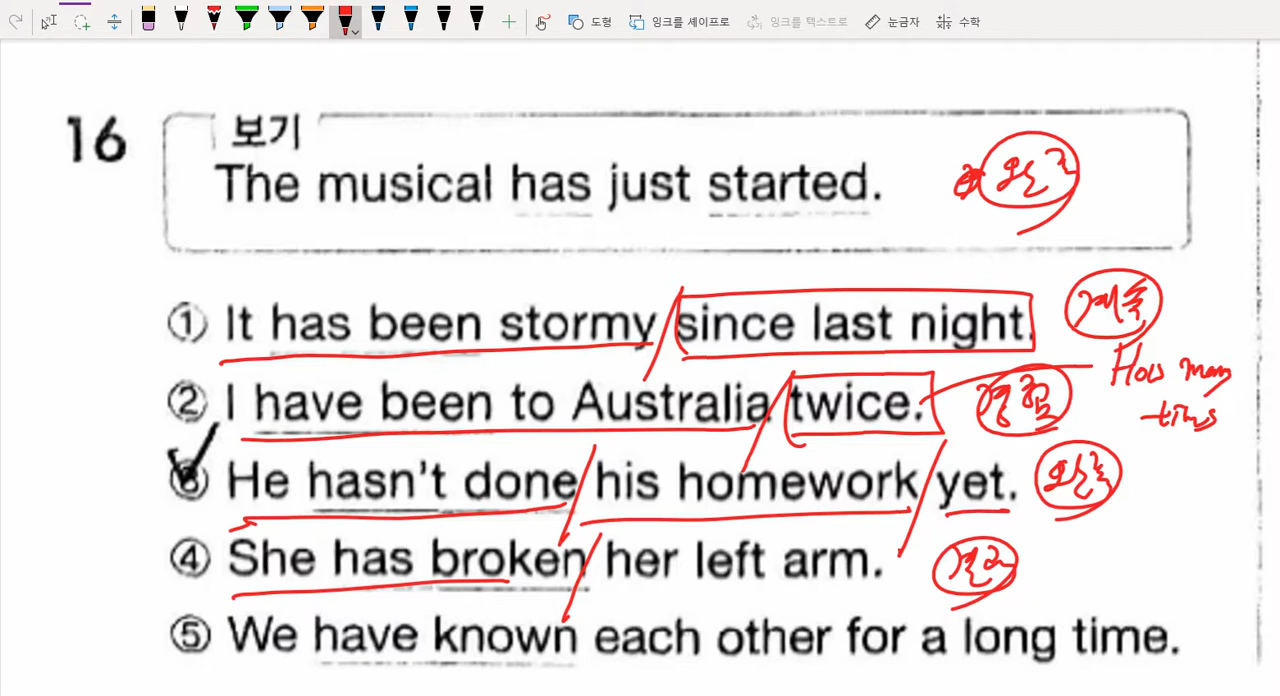 도형 잉크를 셰이프로 잉크를 텍스트로 눈금자 수학
16
보기
The musical has just started. 완료
① It has been stormy since last night. 계속
② I have been to Australia twice. 경험 How many times
③ He hasn't done his homework yet. 완료
④ She has broken her left arm. 결과
⑤ We have known each other for a long time.